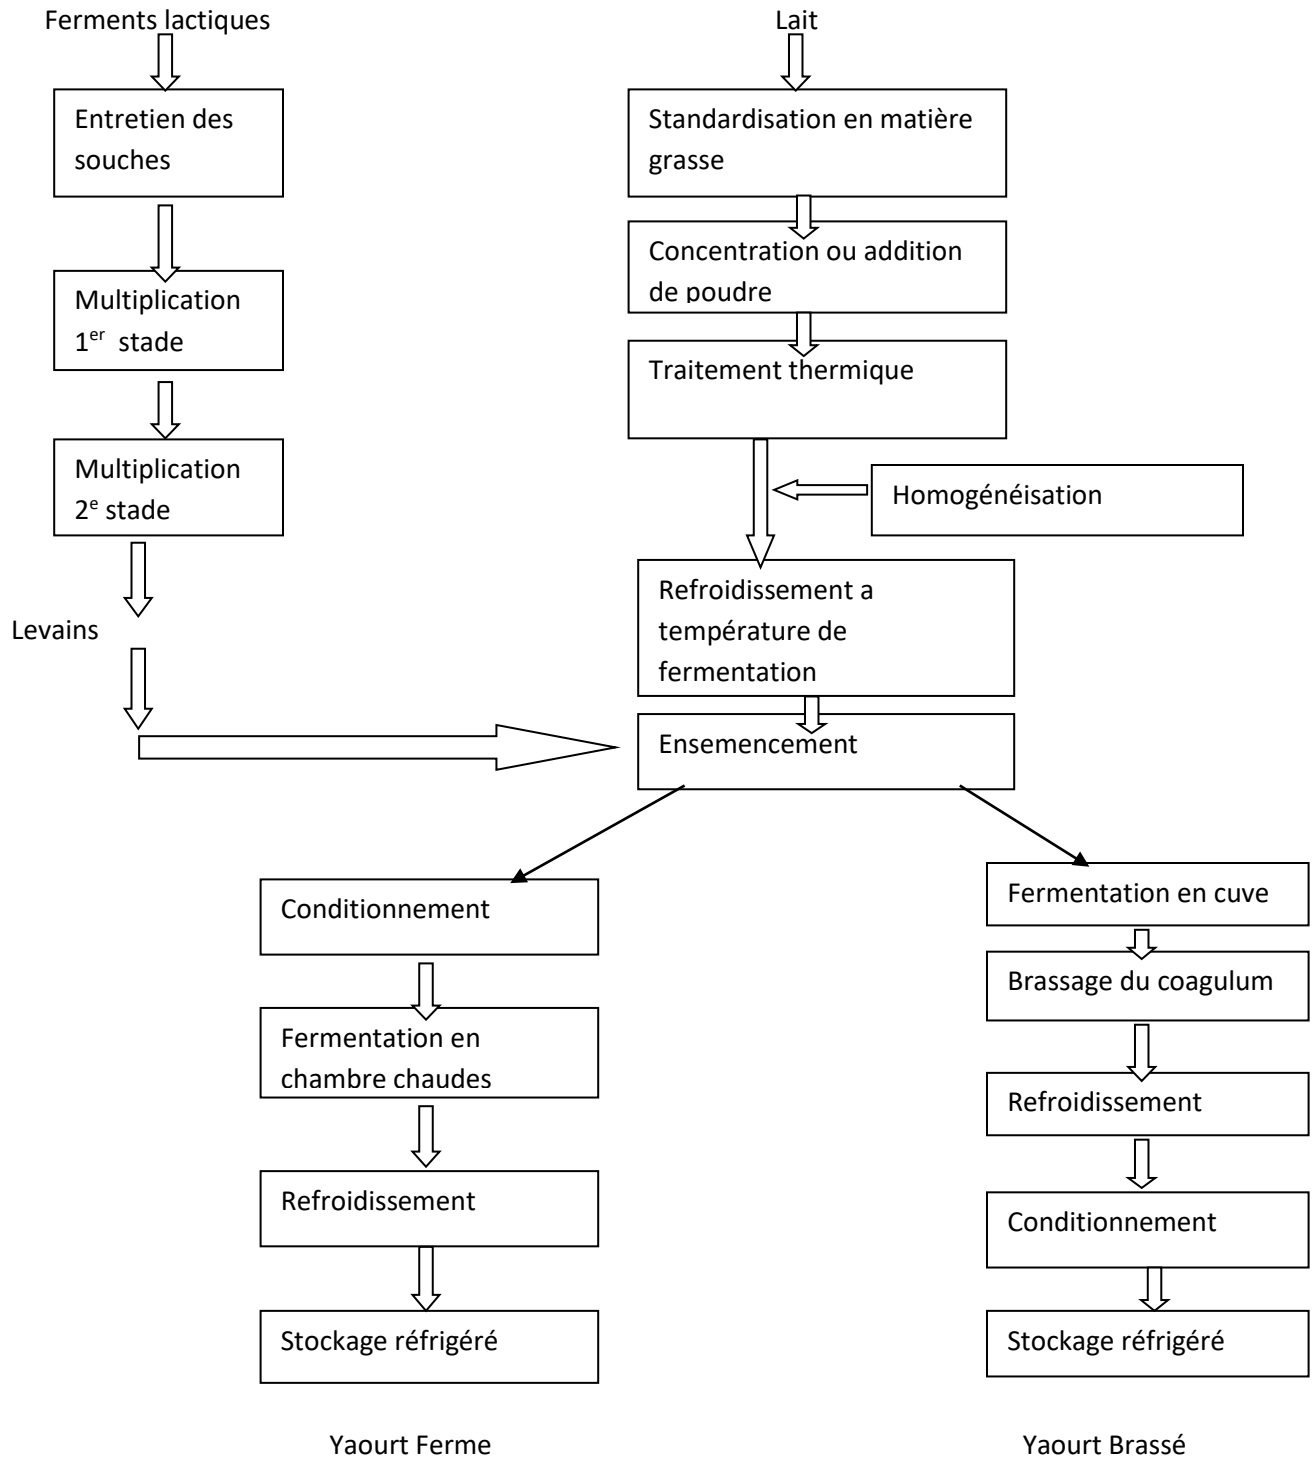 Ferments lactiques
Lait
Entretien des
souches
Standardisation en matière
grasse
Concentration ou addition
de poudre
Multiplication
1er stade
Traitement thermique
Multiplication
2e stade
Homogénéisation
Refroidissement a
température de
fermentation
Levains
Ensemencement
Conditionnement
Fermentation en
chambre chaudes
Refroidissement
Stockage réfrigéré
Yaourt Ferme
Fermentation en cuve
Brassage du coagulum
Refroidissement
Conditionnement
Stockage réfrigéré
Yaourt Brassé